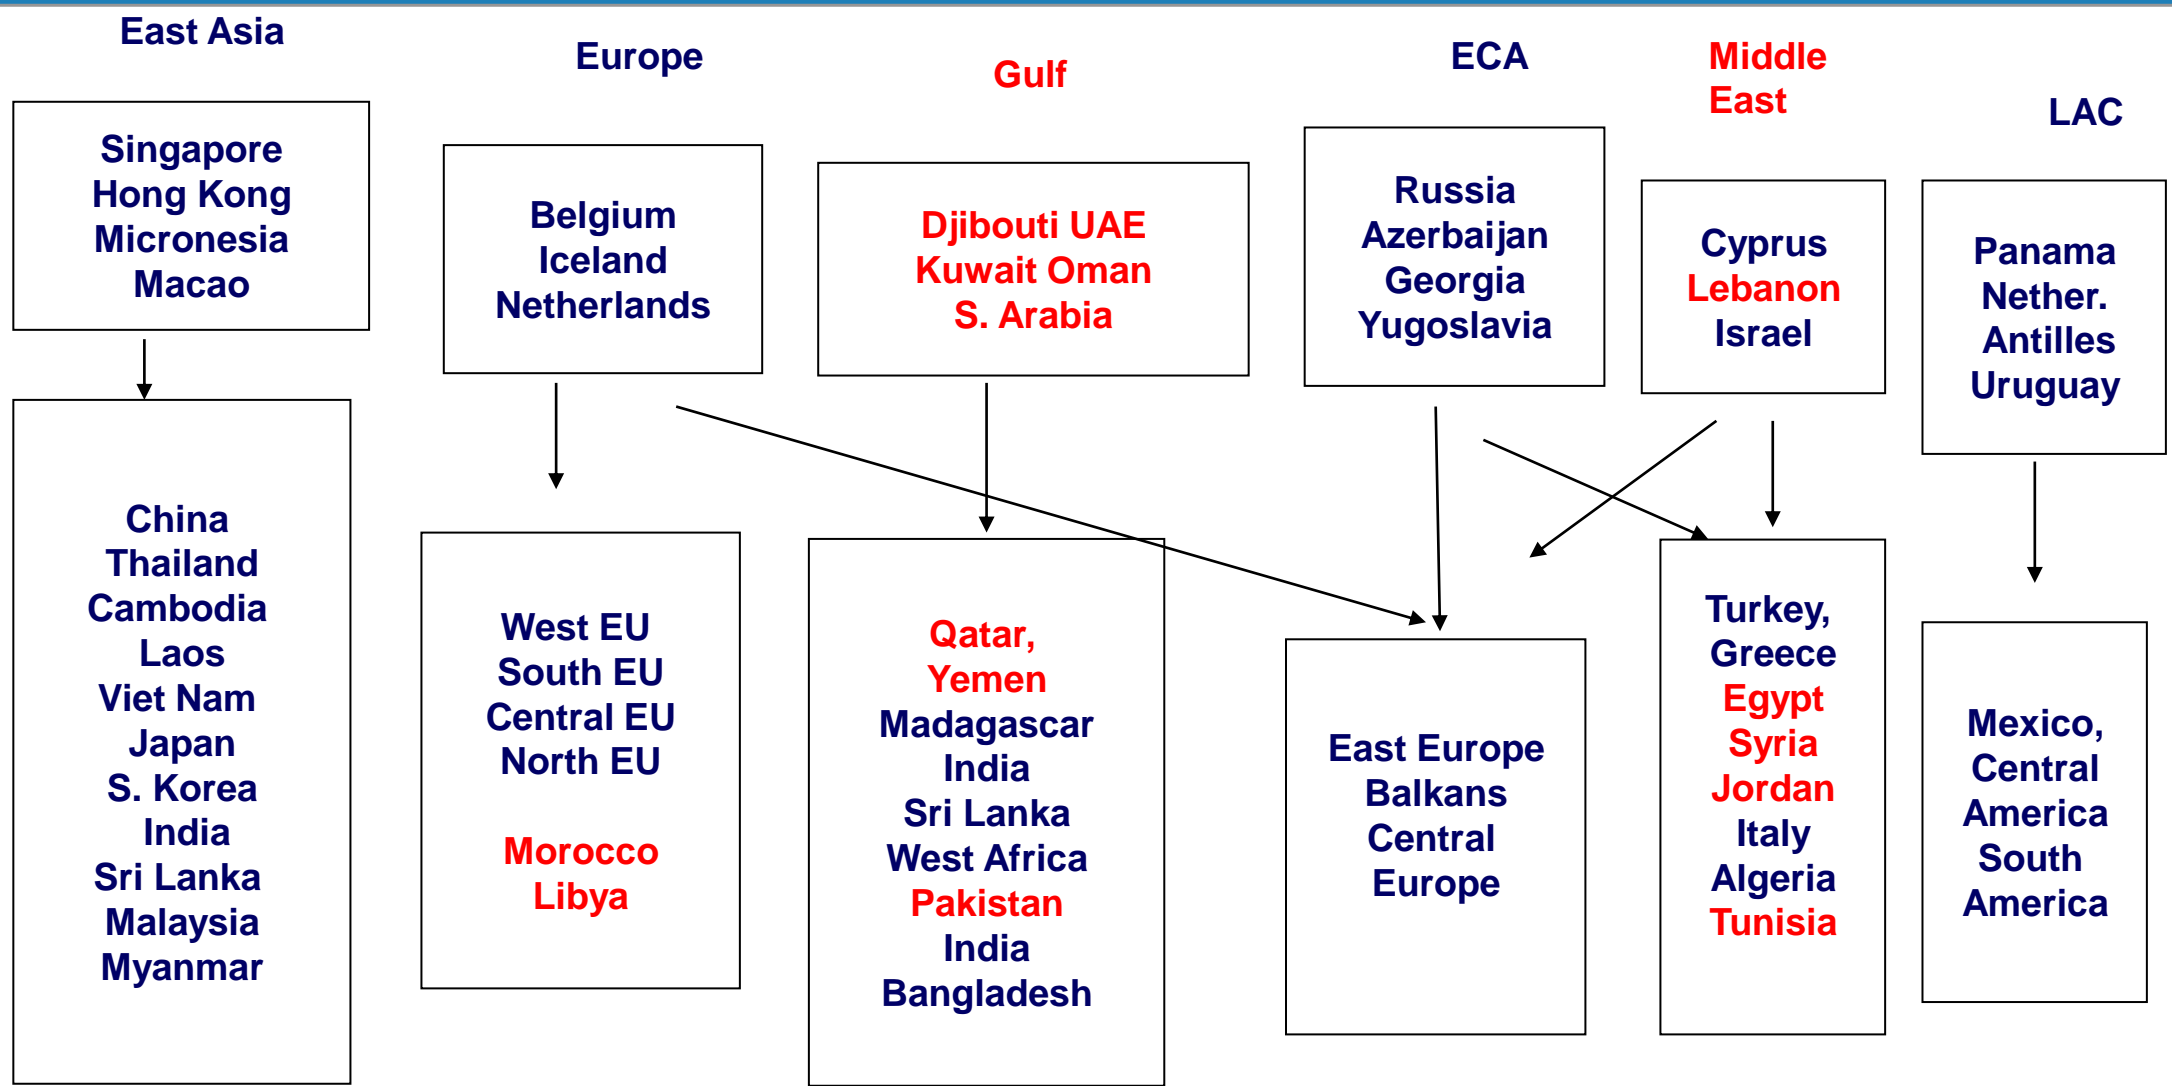 East Asia
Europe
Gulf
ECA
Middle
East
LAC
Singapore
Hong Kong
Micronesia
Macao
Belgium
Iceland
Netherlands
Djibouti UAE
Kuwait Oman
S. Arabia
Russia
Azerbaijan
Georgia
Yugoslavia
Cyprus
Lebanon
Israel
Panama
Nether.
Antilles
Uruguay
China
Thailand
Cambodia
Laos
Viet Nam
Japan
S. Korea
India
Sri Lanka
Malaysia
Myanmar
West EU
South EU
Central EU
North EU
Morocco
Libya
Qatar,
Yemen
Madagascar
India
Sri Lanka
West Africa
Pakistan
India
Bangladesh
East Europe
Balkans
Central
Europe
Turkey,
Greece
Egypt
Syria
Jordan
Italy
Algeria
Tunisia
Mexico,
Central
America
South
America